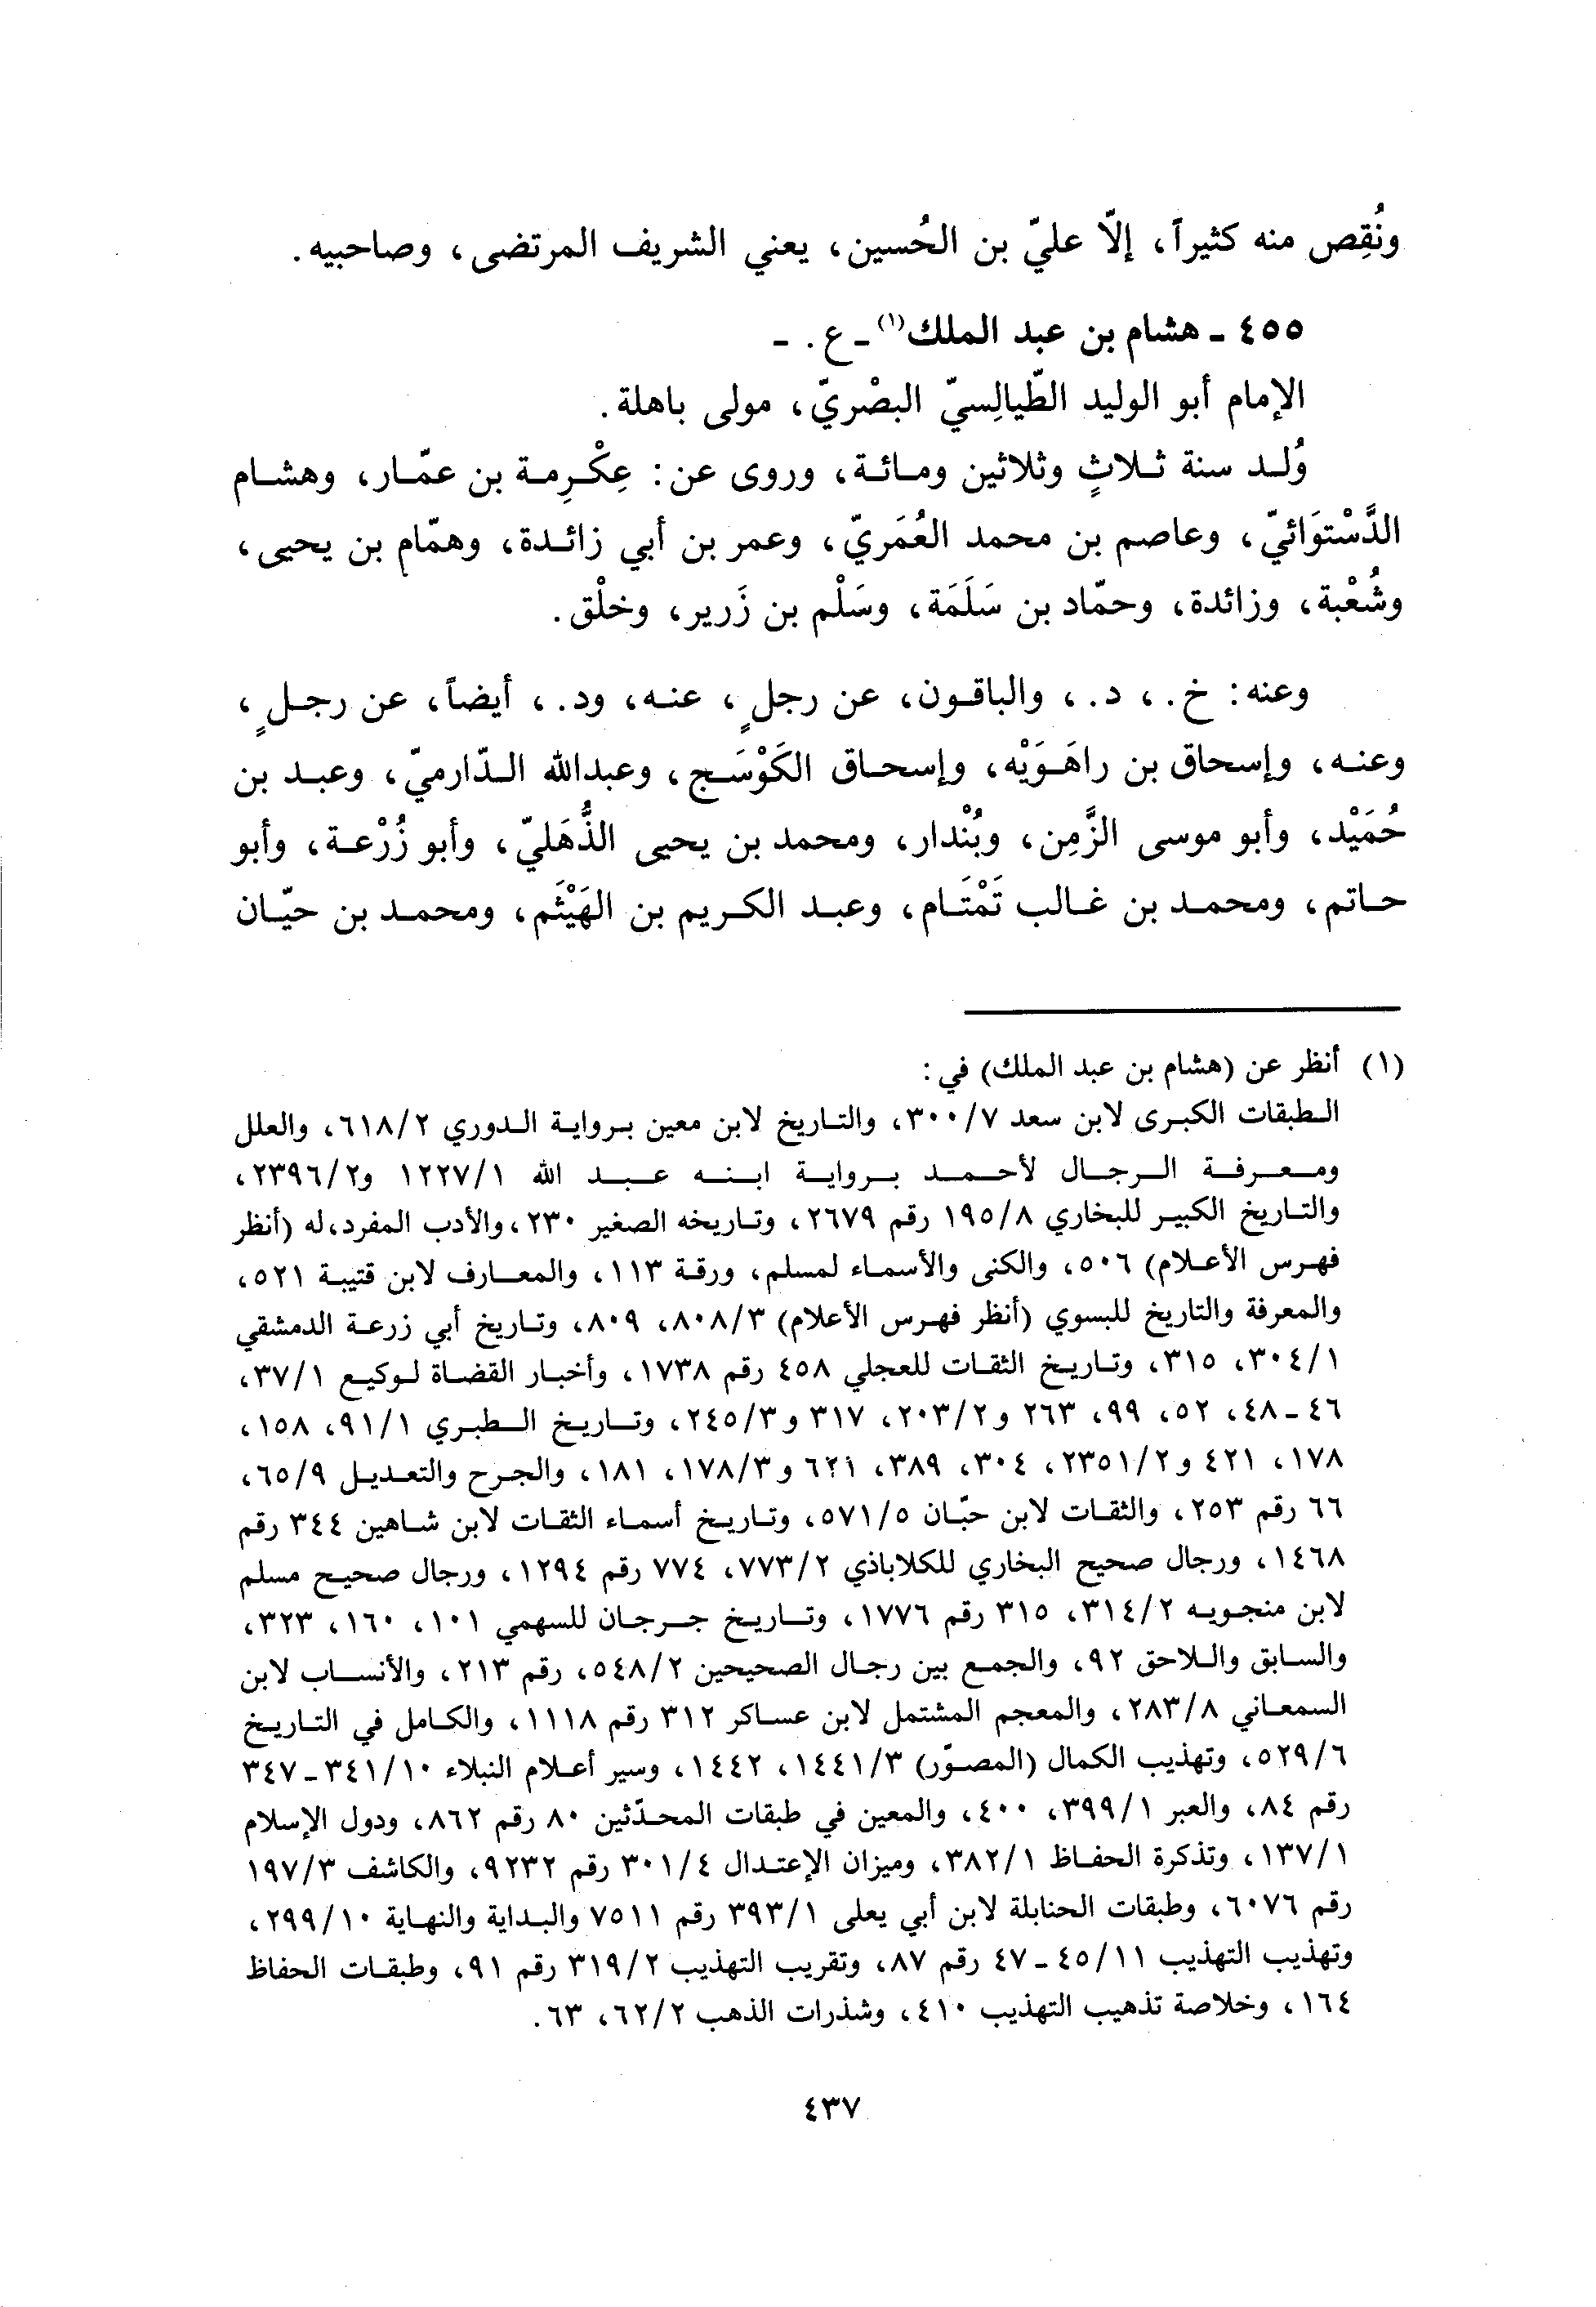 ونُقِص منه كثيراً، إلّا عليّ بن الحُسين، يعني الشريف المرتضى، وصاحبيه.
٤٥٥ - هشام بن عبد الملك(١) - ع. -
الإمام أبو الوليد الطّيالِسيّ البصْريّ، مولى باهلة.
وُلد سنة ثلاثٍ وثلاثين ومائة، وروى عن: عِكْرِمة بن عمّار، وهشام
الدَّسْتوَائيّ، وعاصم بن محمد العُمَريّ، وعمر بن أبي زائدة، وهمّام بن يحيى،
وشُعْبة، وزائدة، وحمّاد بن سَلَمَة، وسَلْم بن زَرير، وخلْق.
وعنه: خ.، د.، والباقون، عن رجلٍ، عنه، ود.، أيضاً، عن رجلٍ،
وعنه، وإسحاق بن راهَوَيْه، وإسحاق الكَوْسَج، وعبدالله الدّارميّ، وعبد بن
حُمَيْد، وأبو موسى الزَّمِن، وبُنْدار، ومحمد بن يحيى الذُّهَليّ، وأبو زُرْعة، وأبو
حاتم، ومحمد بن غالب تَمْتَام، وعبد الكريم بن الهَيْثَم، ومحمد بن حيّان
(١) أنظر عن (هشام بن عبد الملك) في:
الطبقات الكبرى لابن سعد ٣٠٠/٧، والتاريخ لابن معين برواية الدوري ٦١٨/٢، والعلل
ومعرفة الرجال لأحمد برواية ابنه عبد الله ١٢٢٧/١ و٢٣٩٦/٢،
والتاريخ الكبير للبخاري ١٩٥/٨ رقم ٢٦٧٩، وتاريخه الصغير ٢٣٠، والأدب المفرد، له (أنظر
فهرس الأعلام) ٥٠٦، والكنى والأسماء لمسلم، ورقة ١١٣، والمعارف لابن قتيبة ٥٢١،
والمعرفة والتاريخ للبسوي (أنظر فهرس الأعلام) ٨٠٨/٣، ٨٠٩، وتاريخ أبي زرعة الدمشقي
٣٠٤/١، ٣١٥، وتاريخ الثقات للعجلي ٤٥٨ رقم ١٧٣٨، وأخبار القضاة لوكيع ٣٧/١،
٤٦ - ٤٨، ٥٢، ٩٩، ٢٦٣ و٢٠٣/٢، ٣١٧ و٢٤٥/٣، وتاريخ الطبري ٩١/١، ١٥٨،
١٧٨، ٤٢١ و٢٣٥١/٢، ٣٠٤، ٣٨٩، ٦٢١ و١٧٨/٣، ١٨١، والجرح والتعديل ٦٥/٩،
٦٦ رقم ٢٥٣، والثقات لابن حبّان ٥٧١/٥، وتاريخ أسماء الثقات لابن شاهين ٣٤٤ رقم
١٤٦٨، ورجال صحيح البخاري للكلاباذي ٧٧٣/٢، ٧٧٤ رقم ١٢٩٤، ورجال صحيح مسلم
لابن منجويه ٣١٤/٢، ٣١٥ رقم ١٧٧٦، وتاريخ جرجان للسهمي ١٠١، ١٦٠، ٣٢٣،
والسابق واللاحق ٩٢، والجمع بين رجال الصحيحين ٥٤٨/٢، رقم ٢١٣، والأنساب لابن
السمعاني ٢٨٣/٨، والمعجم المشتمل لابن عساكر ٣١٢ رقم ١١١٨، والكامل في التاريخ
٥٢٩/٦، وتهذيب الكمال (المصوّر) ١٤٤١/٣، ١٤٤٢، وسير أعلام النبلاء ٣٤١/١٠ - ٣٤٧
رقم ٨٤، والعبر ٣٩٩/١، ٤٠٠، والمعين في طبقات المحدّثين ٨٠ رقم ٨٦٢، ودول الإسلام
١٣٧/١، وتذكرة الحفاظ ٣٨٢/١، وميزان الإعتدال ٣٠١/٤ رقم ٩٢٣٢، والكاشف ١٩٧/٣
رقم ٦٠٧٦، وطبقات الحنابلة لابن أبي يعلى ٣٩٣/١ رقم ٧٥١١ والبداية والنهاية ٢٩٩/١٠،
وتهذيب التهذيب ٤٥/١١ - ٤٧ رقم ٨٧، وتقريب التهذيب ٣١٩/٢ رقم ٩١، وطبقات الحفاظ
١٦٤، وخلاصة تذهيب التهذيب ٤١٠، وشذرات الذهب ٦٢/٢، ٦٣.
٤٣٧